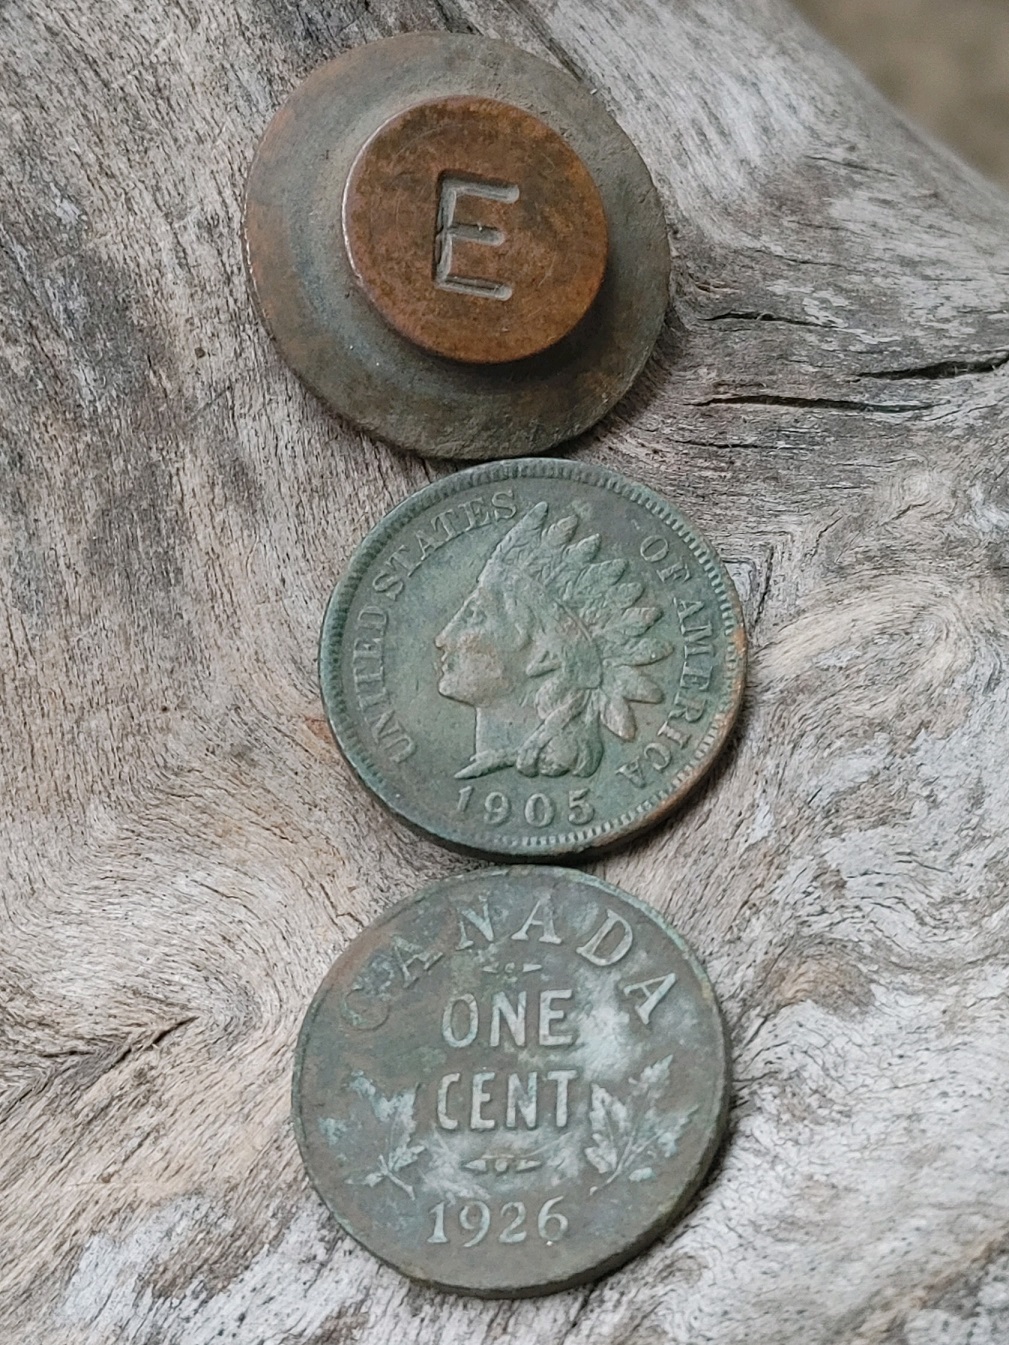 E
UNITED STATES OF AMERICA
1905
CANADA
ONE
CENT
1926